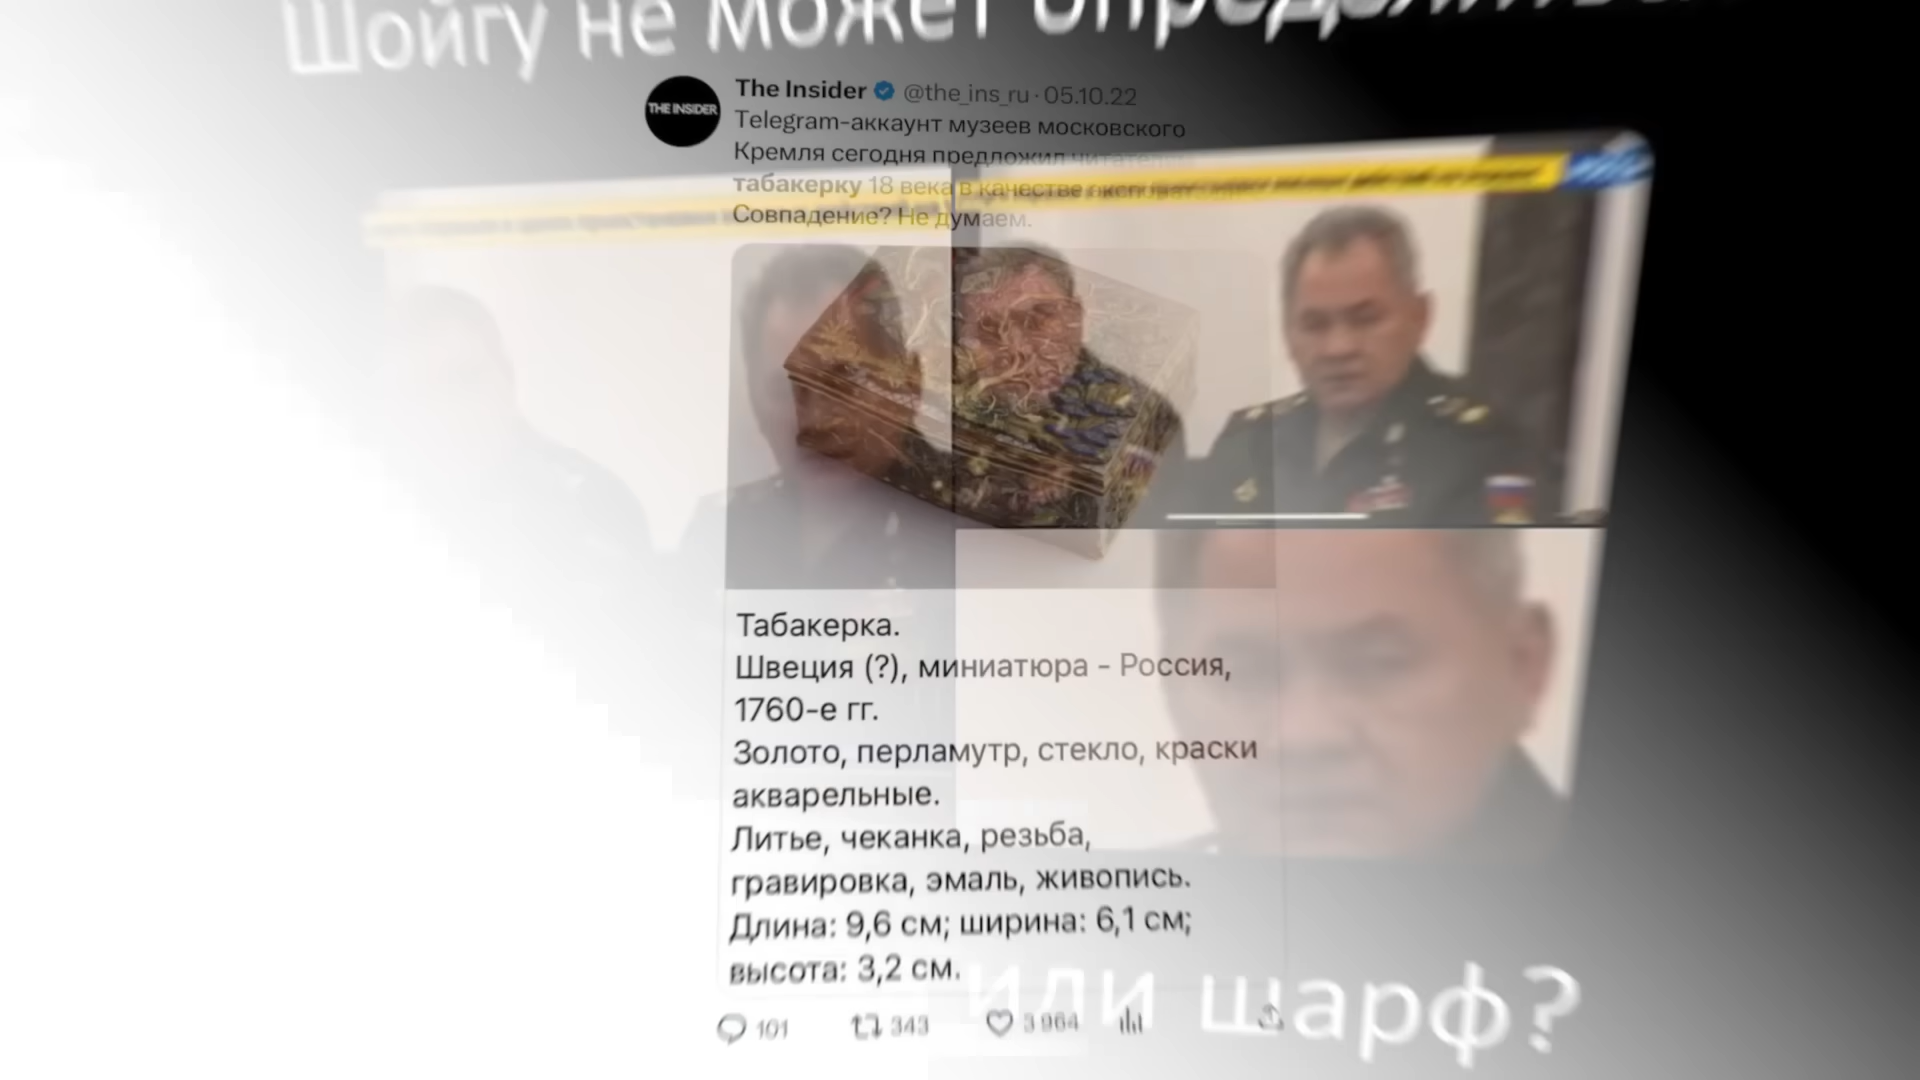 Шойгу не может определиться
THE INSIDER
The Insider @the_ins_ru · 05.10.22
Telegram-аккаунт музеев московского
Кремля сегодня предложил
табакерку 18 века в качестве
Совпадение? Не думаем.
Табакерка.
Швеция (?), миниатюра - Россия,
1760-е гг.
Золото, перламутр, стекло, краски
акварельные.
Литье, чеканка, резьба,
гравировка, эмаль, живопись.
Длина: 9,6 см; ширина: 6,1 см;
высота: 3,2 см.
или шарф?
101 343 3 964